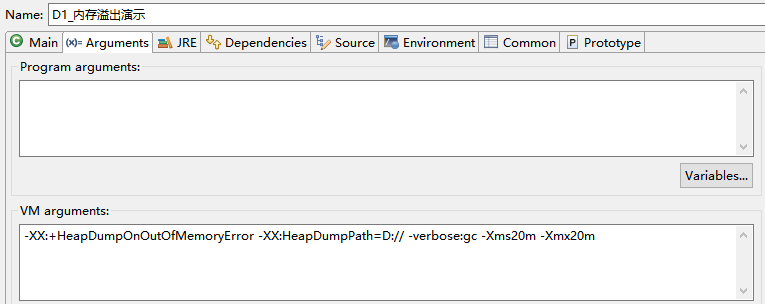 Name: D1_内存溢出演示
Main (x)= Arguments JRE Dependencies Source Environment Common Prototype
Program arguments:
Variables...
VM arguments:
-XX:+HeapDumpOnOutOfMemoryError -XX:HeapDumpPath=D:// -verbose:gc -Xms20m -Xmx20m